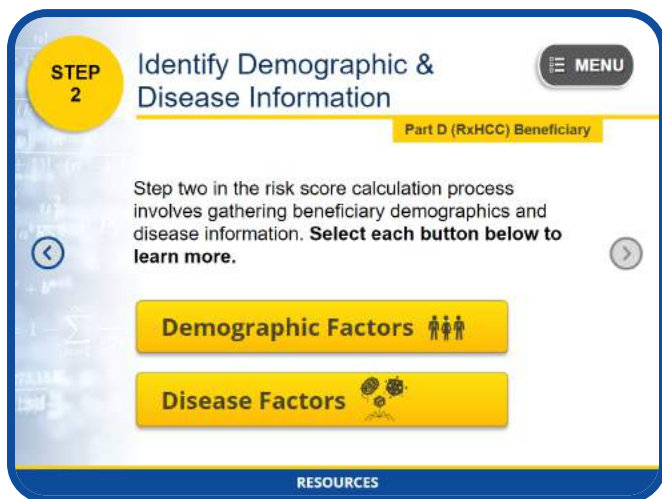 STEP
2
Identify Demographic &
Disease Information
MENU
Part D (RxHCC) Beneficiary
Step two in the risk score calculation process
involves gathering beneficiary demographics and
disease information. Select each button below to
learn more.
Demographic Factors
Disease Factors
RESOURCES